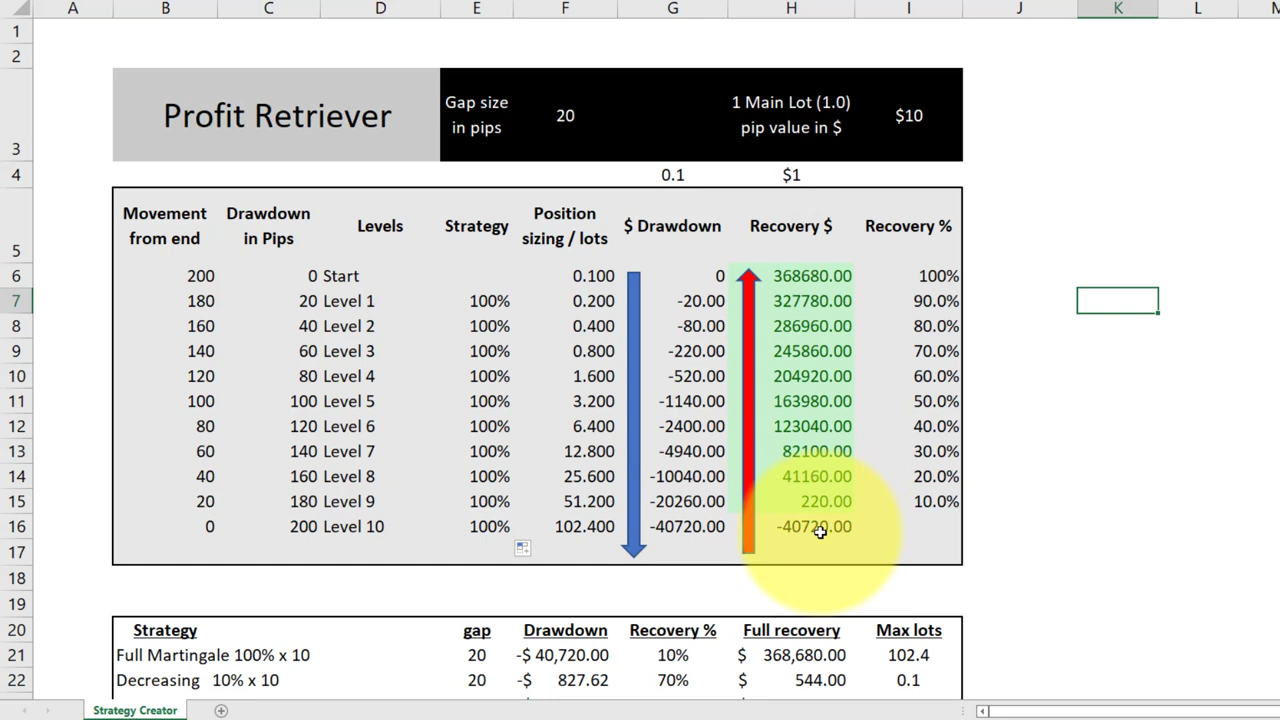 A B C D E F G H I J K L M
1
2
3 Profit Retriever Gap size in pips 20 1 Main Lot (1.0) pip value in $ $10
4 0.1 $1
5 Movement from end Drawdown in Pips Levels Strategy Position sizing / lots $ Drawdown Recovery $ Recovery %
6 200 0 Start 0.100 0 368680.00 100%
7 180 20 Level 1 100% 0.200 -20.00 327780.00 90.0%
8 160 40 Level 2 100% 0.400 -80.00 286960.00 80.0%
9 140 60 Level 3 100% 0.800 -220.00 245860.00 70.0%
10 120 80 Level 4 100% 1.600 -520.00 204920.00 60.0%
11 100 100 Level 5 100% 3.200 -1140.00 163980.00 50.0%
12 80 120 Level 6 100% 6.400 -2400.00 123040.00 40.0%
13 60 140 Level 7 100% 12.800 -4940.00 82100.00 30.0%
14 40 160 Level 8 100% 25.600 -10040.00 41160.00 20.0%
15 20 180 Level 9 100% 51.200 -20260.00 220.00 10.0%
16 0 200 Level 10 100% 102.400 -40720.00 -40720.00
17
18
19
20 Strategy gap Drawdown Recovery % Full recovery Max lots
21 Full Martingale 100% x 10 20 -$ 40,720.00 10% $ 368,680.00 102.4
22 Decreasing 10% x 10 20 -$ 827.62 70% $ 544.00 0.1
Strategy Creator